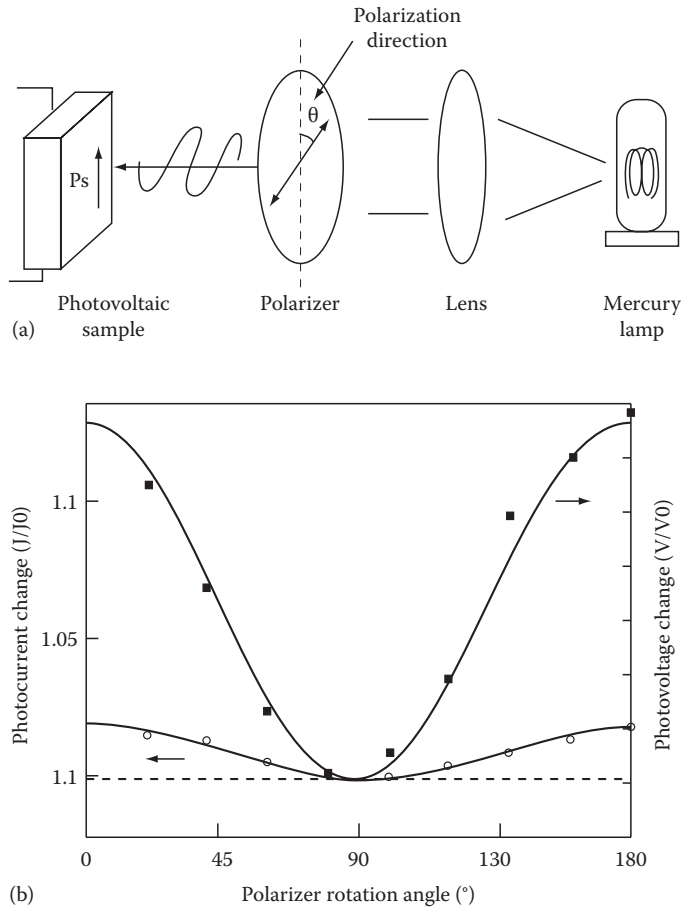 Polarization
direction
θ
Ps
Photovoltaic
sample
Polarizer
Lens
Mercury
lamp
(a)
Photocurrent change (J/J0)
1.1
1.05
1.1
Photovoltage change (V/V0)
0
45
90
130
180
Polarizer rotation angle (°)
(b)